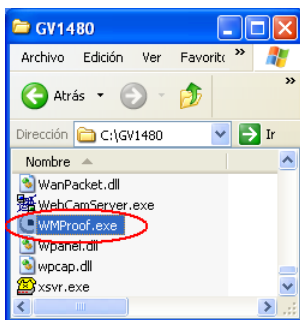 GV1480
Archivo Edición Ver Favorito »
Atrás »
Dirección C:\GV1480 Ir
Nombre
WanPacket.dll
WebCamServer.exe
WMProof.exe
Wpanel.dll
wpcap.dll
xsvr.exe